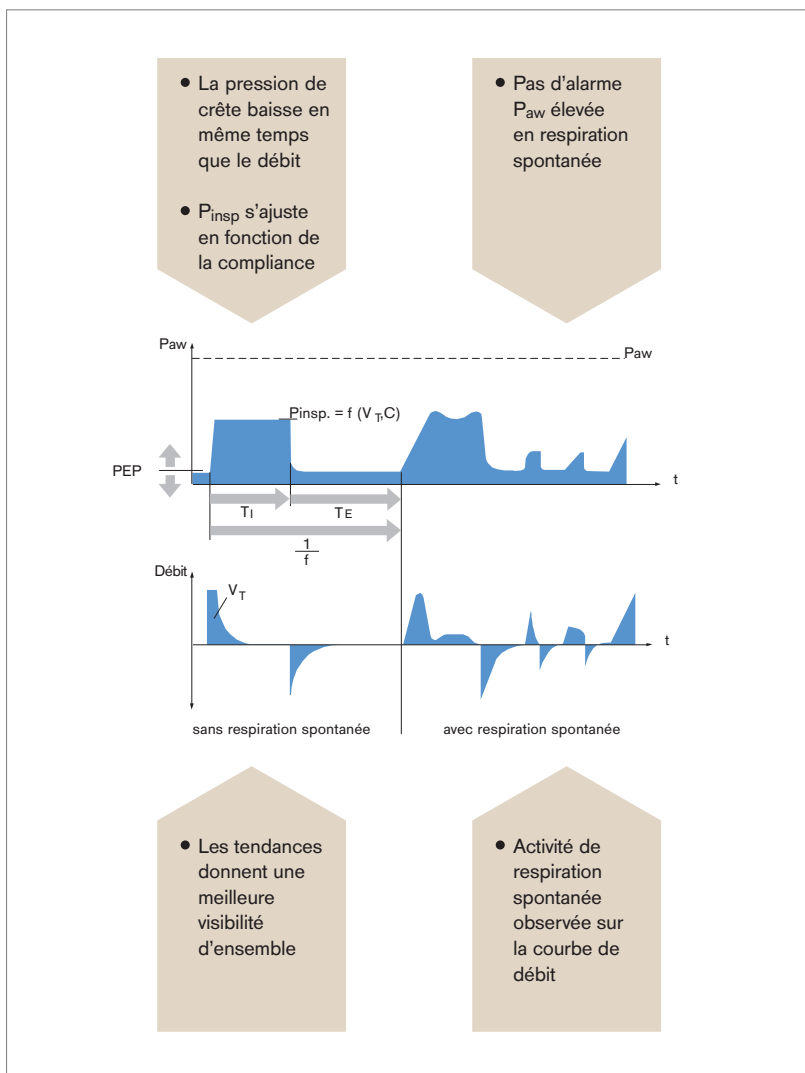 • La pression de
crête baisse en
même temps
que le débit
• Pinsp s'ajuste
en fonction de
la compliance
• Pas d'alarme
Paw élevée
en respiration
spontanée
Paw
Paw
Pinsp. = f (VT,C)
PEP
t
TI
TE
1
f
Débit
VT
t
sans respiration spontanée
avec respiration spontanée
• Les tendances
donnent une
meilleure
visibilité
d'ensemble
• Activité de
respiration
spontanée
observée sur
la courbe de
débit